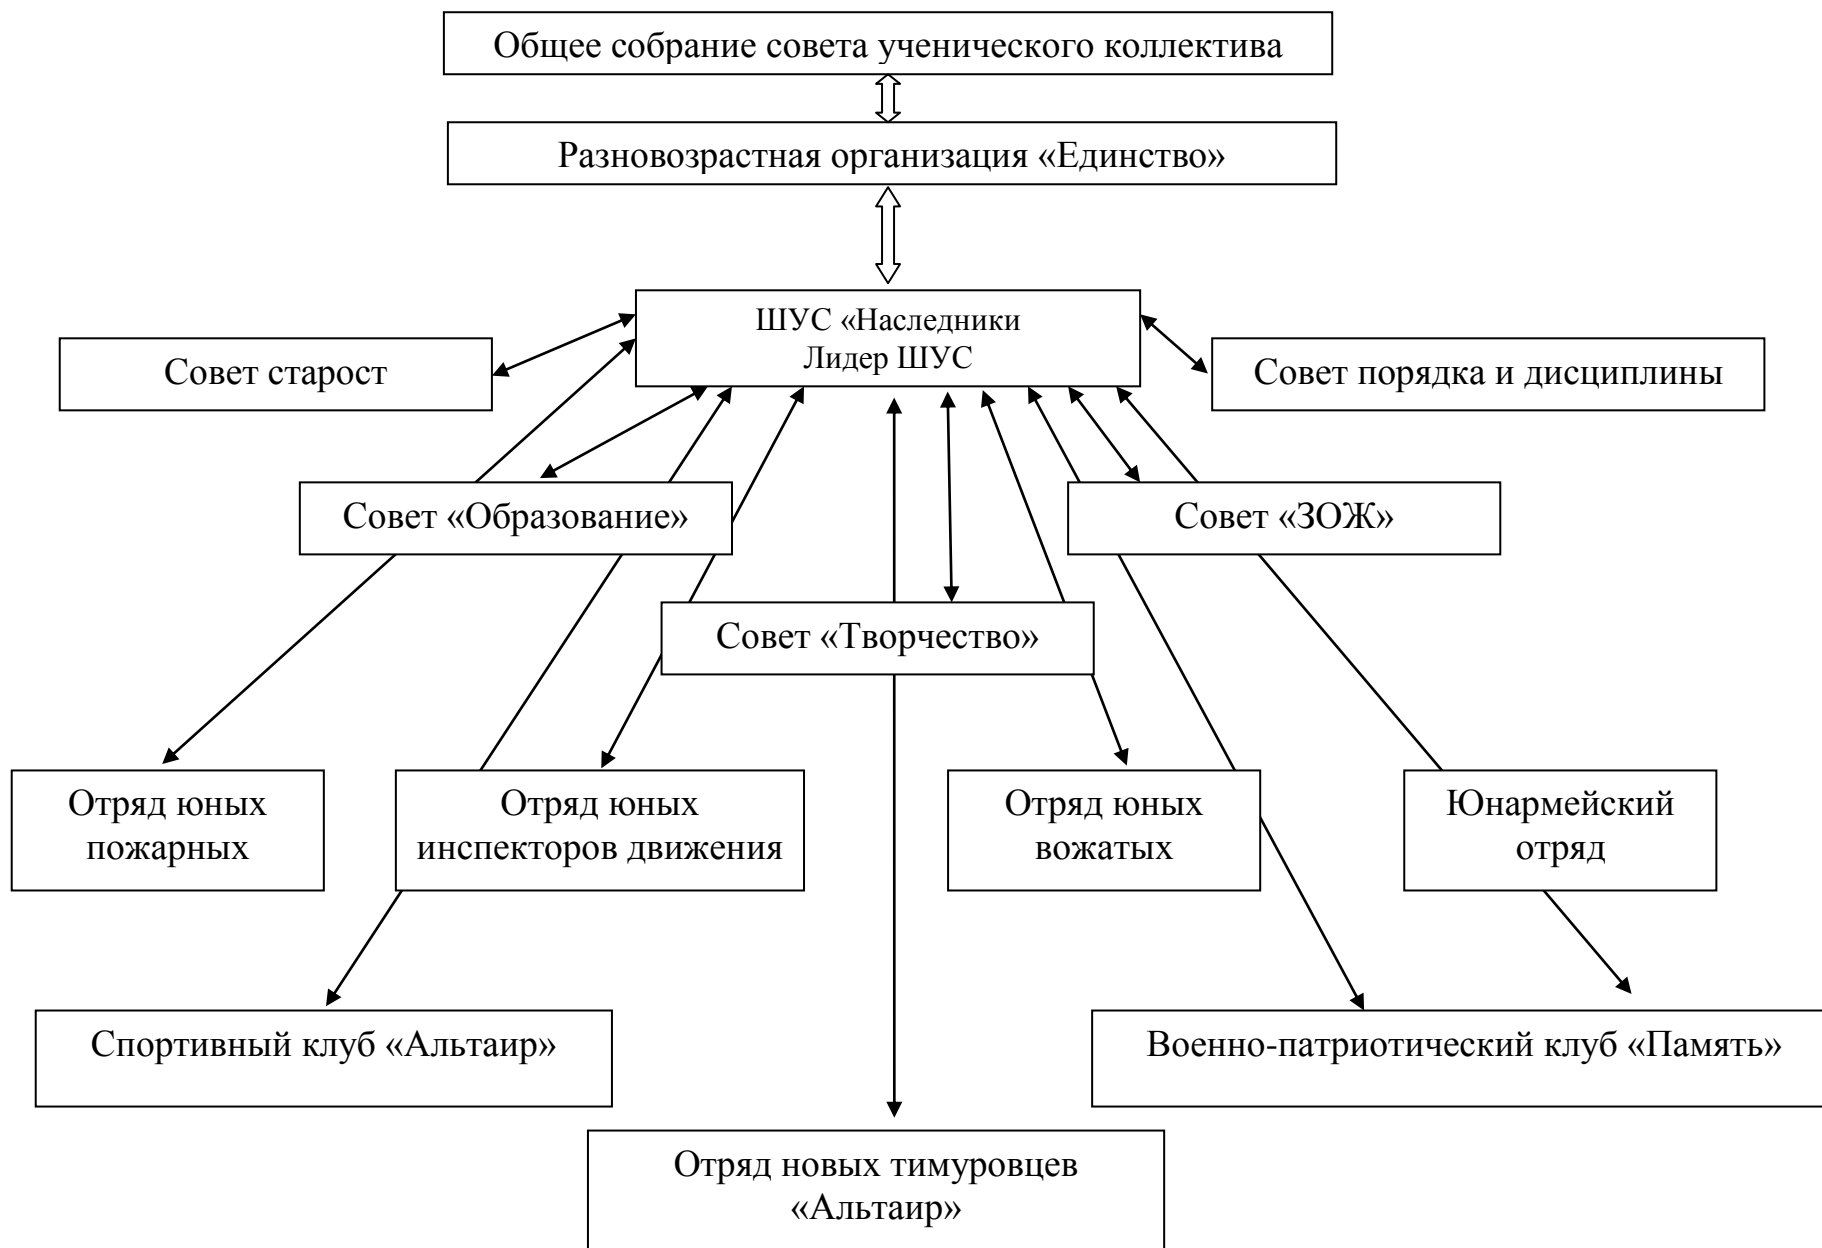 Общее собрание совета ученического коллектива
Разновозрастная организация «Единство»
ШУС «Наследники
Лидер ШУС
Совет старост
Совет порядка и дисциплины
Совет «Образование»
Совет «ЗОЖ»
Совет «Творчество»
Отряд юных
пожарных
Отряд юных
инспекторов движения
Отряд юных
вожатых
Юнармейский
отряд
Спортивный клуб «Альтаир»
Военно-патриотический клуб «Память»
Отряд новых тимуровцев
«Альтаир»